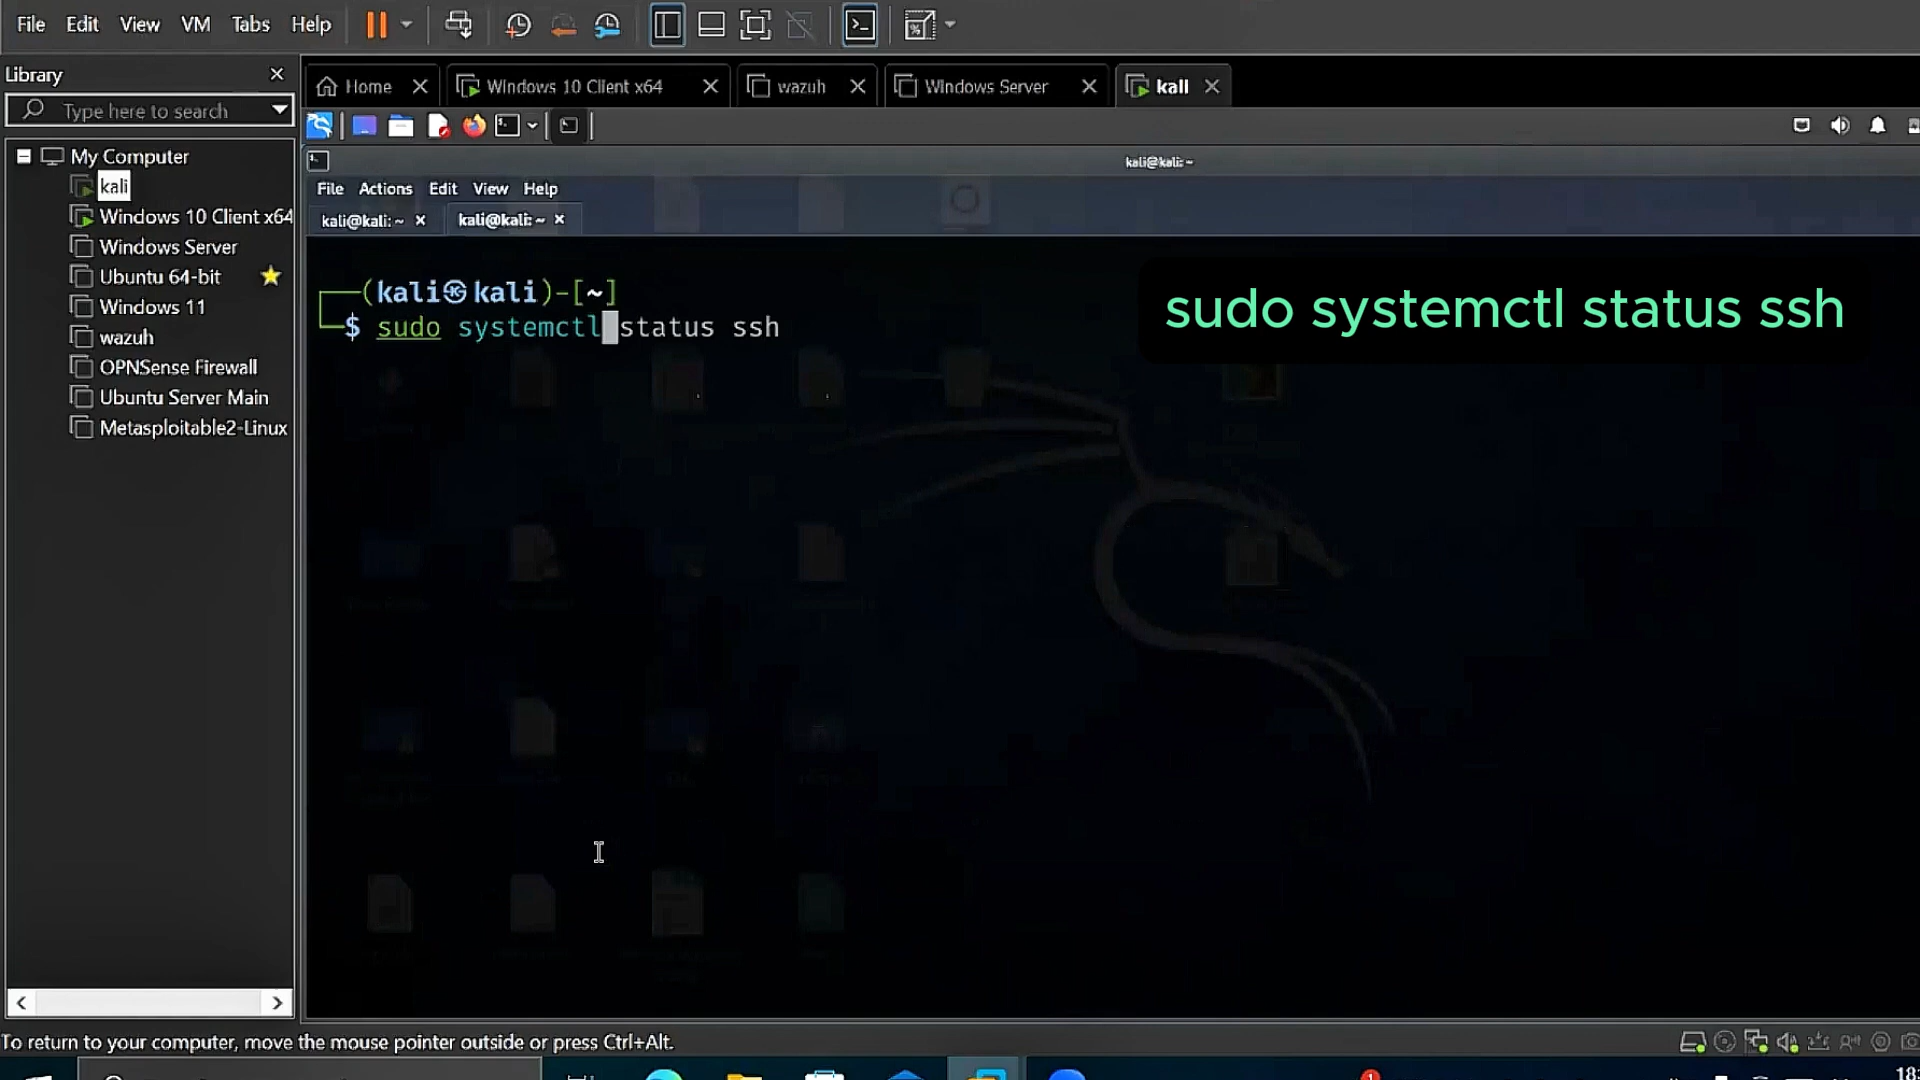 File Edit View VM Tabs Help
Library
Type here to search
My Computer
kali
Windows 10 Client x64
Windows Server
Ubuntu 64-bit
Windows 11
wazuh
OPNSense Firewall
Ubuntu Server Main
Metasploitable2-Linux
Home
Windows 10 Client x64
wazuh
Windows Server
kali
kali@kali: ~
File Actions Edit View Help
kali@kali: ~
kali@kali: ~
(kali㉿kali)-[~]
$ sudo systemctl status ssh
sudo systemctl status ssh
To return to your computer, move the mouse pointer outside or press Ctrl+Alt.
1